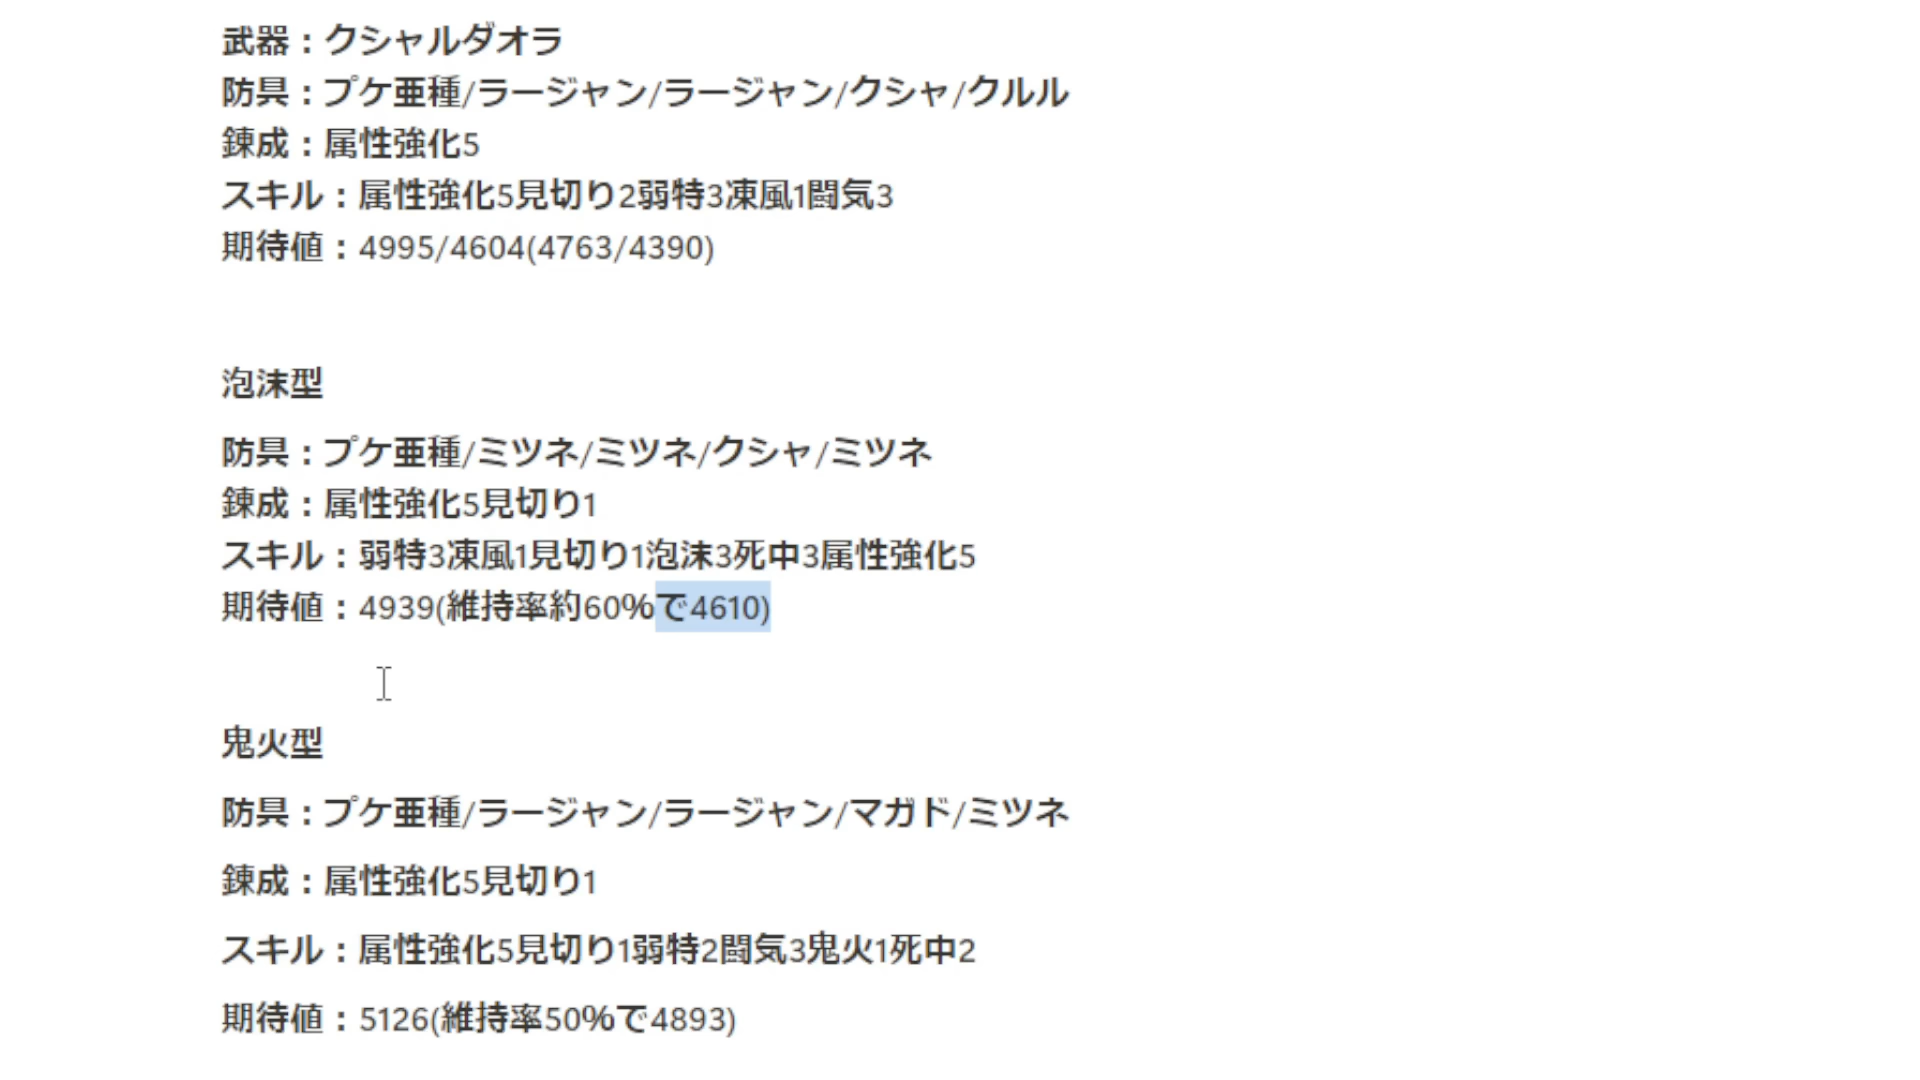 武器：クシャルダオラ
防具：プケ亜種/ラージャン/ラージャン/クシャ/クルル
錬成：属性強化5
スキル：属性強化5見切り2弱特3凍風1闘気3
期待値：4995/4604(4763/4390)
泡沫型
防具：プケ亜種/ミツネ/ミツネ/クシャ/ミツネ
錬成：属性強化5見切り1
スキル：弱特3凍風1見切り1泡沫3死中3属性強化5
期待値：4939(維持率約60%で4610)
鬼火型
防具：プケ亜種/ラージャン/ラージャン/マガド/ミツネ
錬成：属性強化5見切り1
スキル：属性強化5見切り1弱特2闘気3鬼火1死中2
期待値：5126(維持率50%で4893)